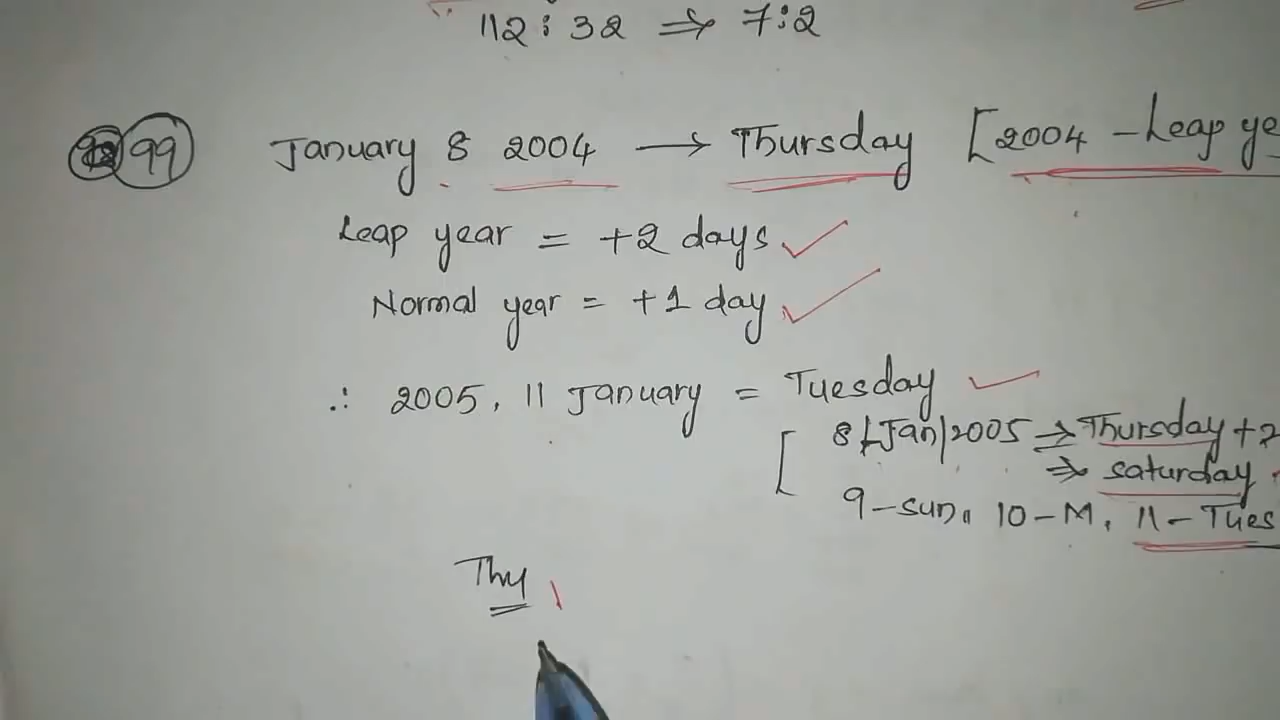 112 : 32 ⇒ 7:2
99 January 8 2004 → Thursday [2004 - Leap ye
Leap year = +2 days ✓
Normal year = +1 day ✓
∴ 2005, 11 January = Tuesday ✓
[ 8/Jan/2005 ⇒ Thursday +2
⇒ saturday
9-sun, 10-M, 11-Tues
Thy